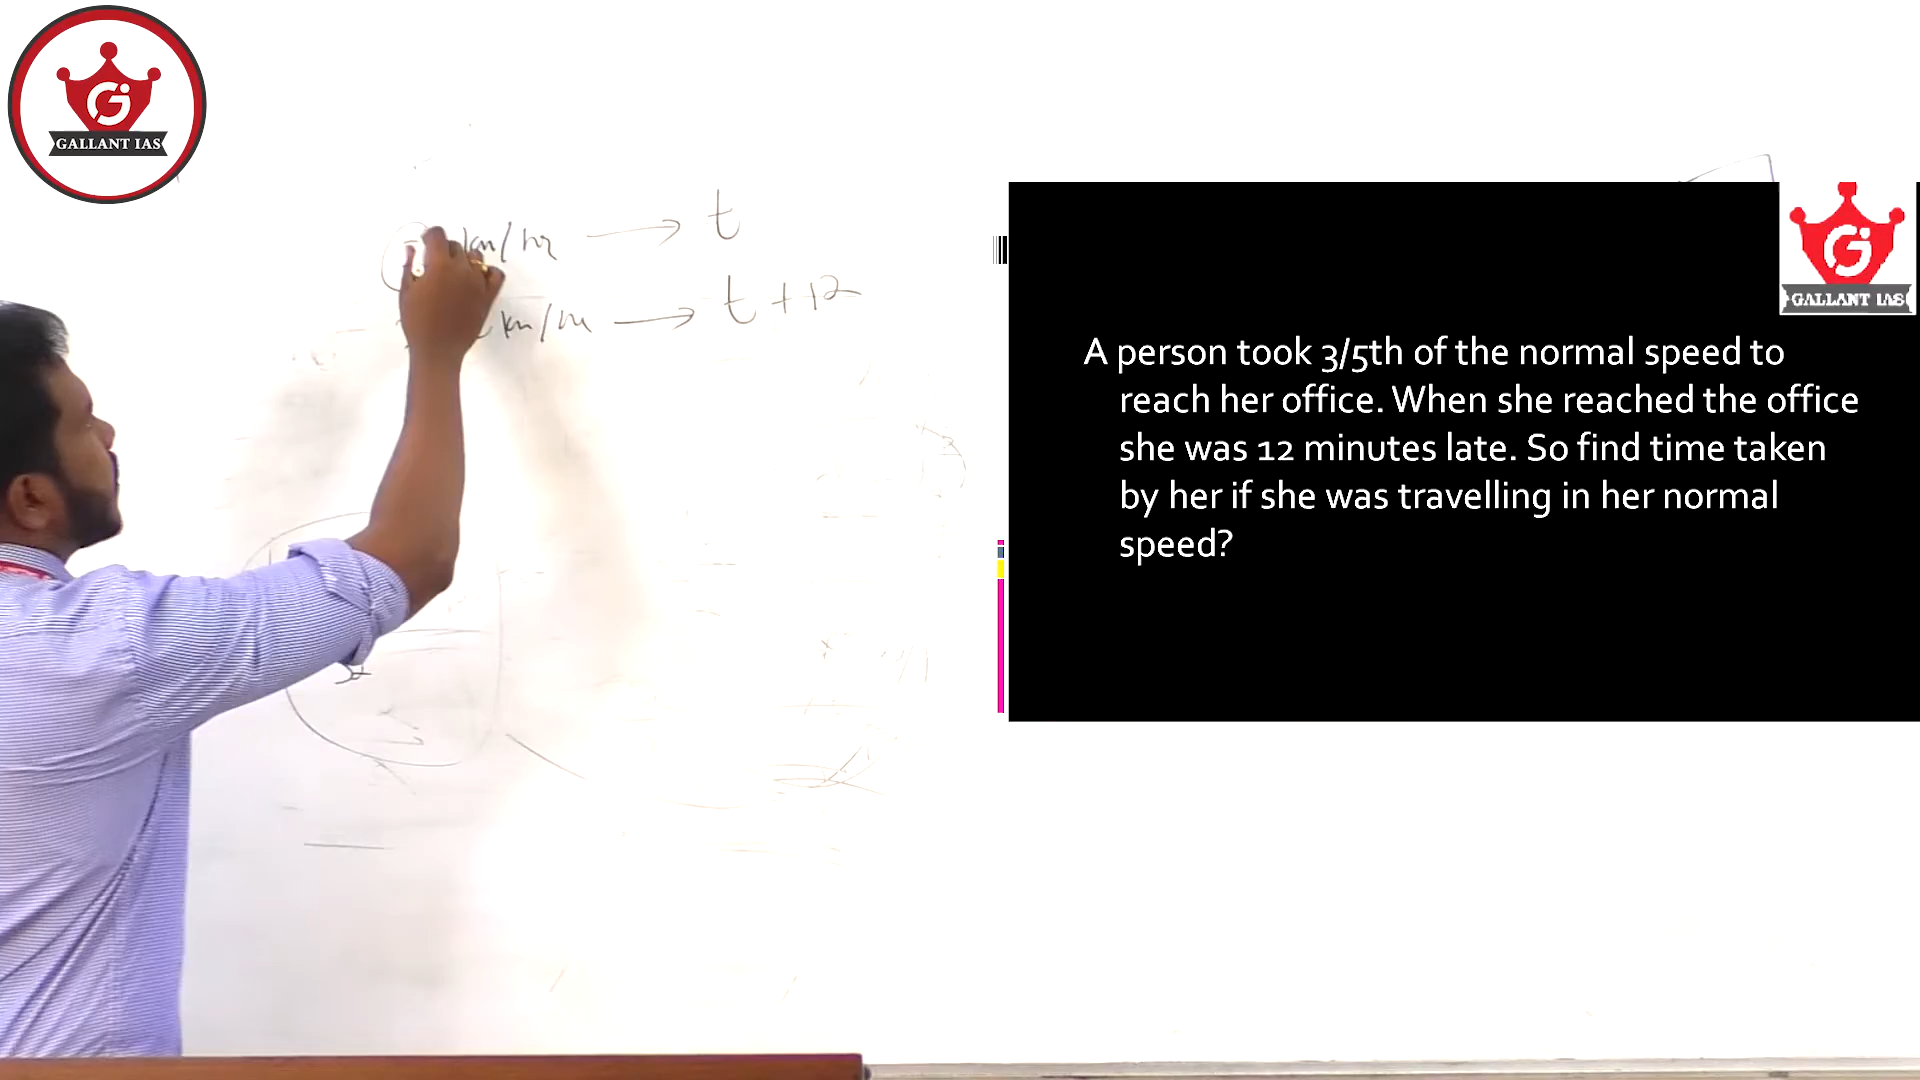 GALLANT IAS
km/hr → t
km/hr → t + 12
GALLANT IAS
A person took 3/5th of the normal speed to
reach her office. When she reached the office
she was 12 minutes late. So find time taken
by her if she was travelling in her normal
speed?